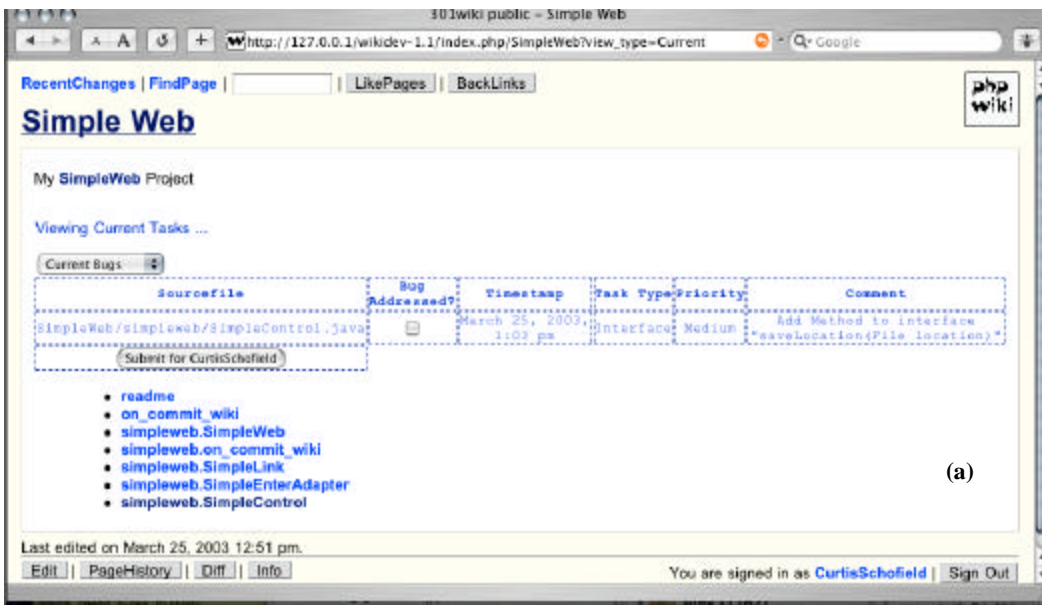 301wiki public – Simple Web
A A + http://127.0.0.1/wikidev-1.1/index.php/SimpleWeb?view_type=Current Q Google
RecentChanges | FindPage | | LikePages | BackLinks
php
wiki
Simple Web
My SimpleWeb Project
Viewing Current Tasks ...
Current Bugs
Sourcefile Bug Addressed? Timestamp Task Type Priority Comment
SimpleWeb/simpleweb/SimpleControl.java March 25, 2003, 1:02 pm Interface Medium Add Method to interface "saveLocation(File location)"
Submit for CurtisSchofield
• readme
• on_commit_wiki
• simpleweb.SimpleWeb
• simpleweb.on_commit_wiki
• simpleweb.SimpleLink
• simpleweb.SimpleEnterAdapter
• simpleweb.SimpleControl
(a)
Last edited on March 25, 2003 12:51 pm.
Edit | PageHistory | Diff | Info You are signed in as CurtisSchofield | Sign Out